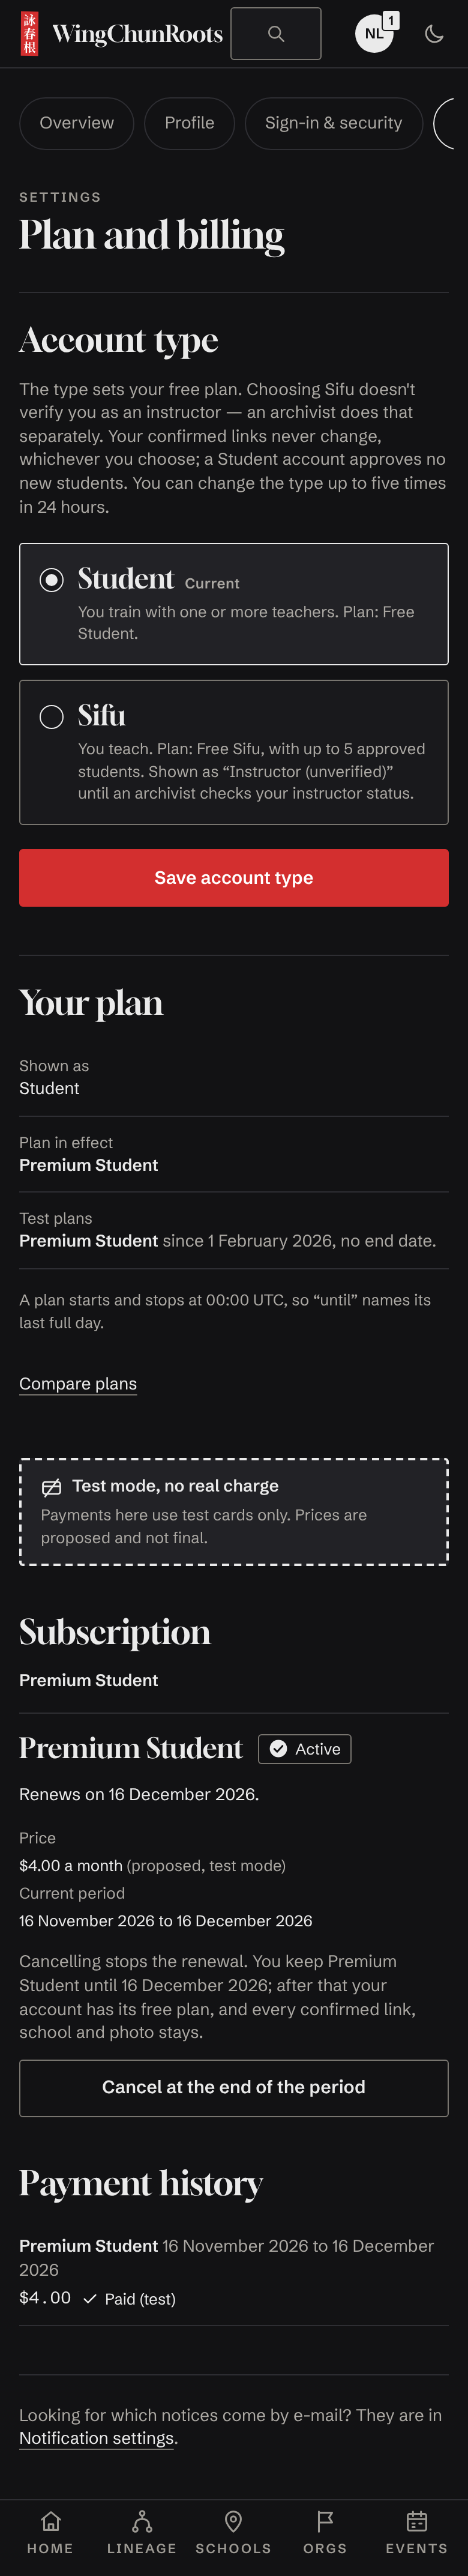 詠春根
WingChunRoots
NL
1
Overview
Profile
Sign-in & security
SETTINGS
Plan and billing
Account type
The type sets your free plan. Choosing Sifu doesn't
verify you as an instructor — an archivist does that
separately. Your confirmed links never change,
whichever you choose; a Student account approves no
new students. You can change the type up to five times
in 24 hours.
Student Current
You train with one or more teachers. Plan: Free
Student.
Sifu
You teach. Plan: Free Sifu, with up to 5 approved
students. Shown as “Instructor (unverified)”
until an archivist checks your instructor status.
Save account type
Your plan
Shown as
Student
Plan in effect
Premium Student
Test plans
Premium Student since 1 February 2026, no end date.
A plan starts and stops at 00:00 UTC, so “until” names its
last full day.
Compare plans
Test mode, no real charge
Payments here use test cards only. Prices are
proposed and not final.
Subscription
Premium Student
Premium Student Active
Renews on 16 December 2026.
Price
$4.00 a month (proposed, test mode)
Current period
16 November 2026 to 16 December 2026
Cancelling stops the renewal. You keep Premium
Student until 16 December 2026; after that your
account has its free plan, and every confirmed link,
school and photo stays.
Cancel at the end of the period
Payment history
Premium Student 16 November 2026 to 16 December
2026
$4.00 Paid (test)
Looking for which notices come by e-mail? They are in
Notification settings.
HOME
LINEAGE
SCHOOLS
ORGS
EVENTS